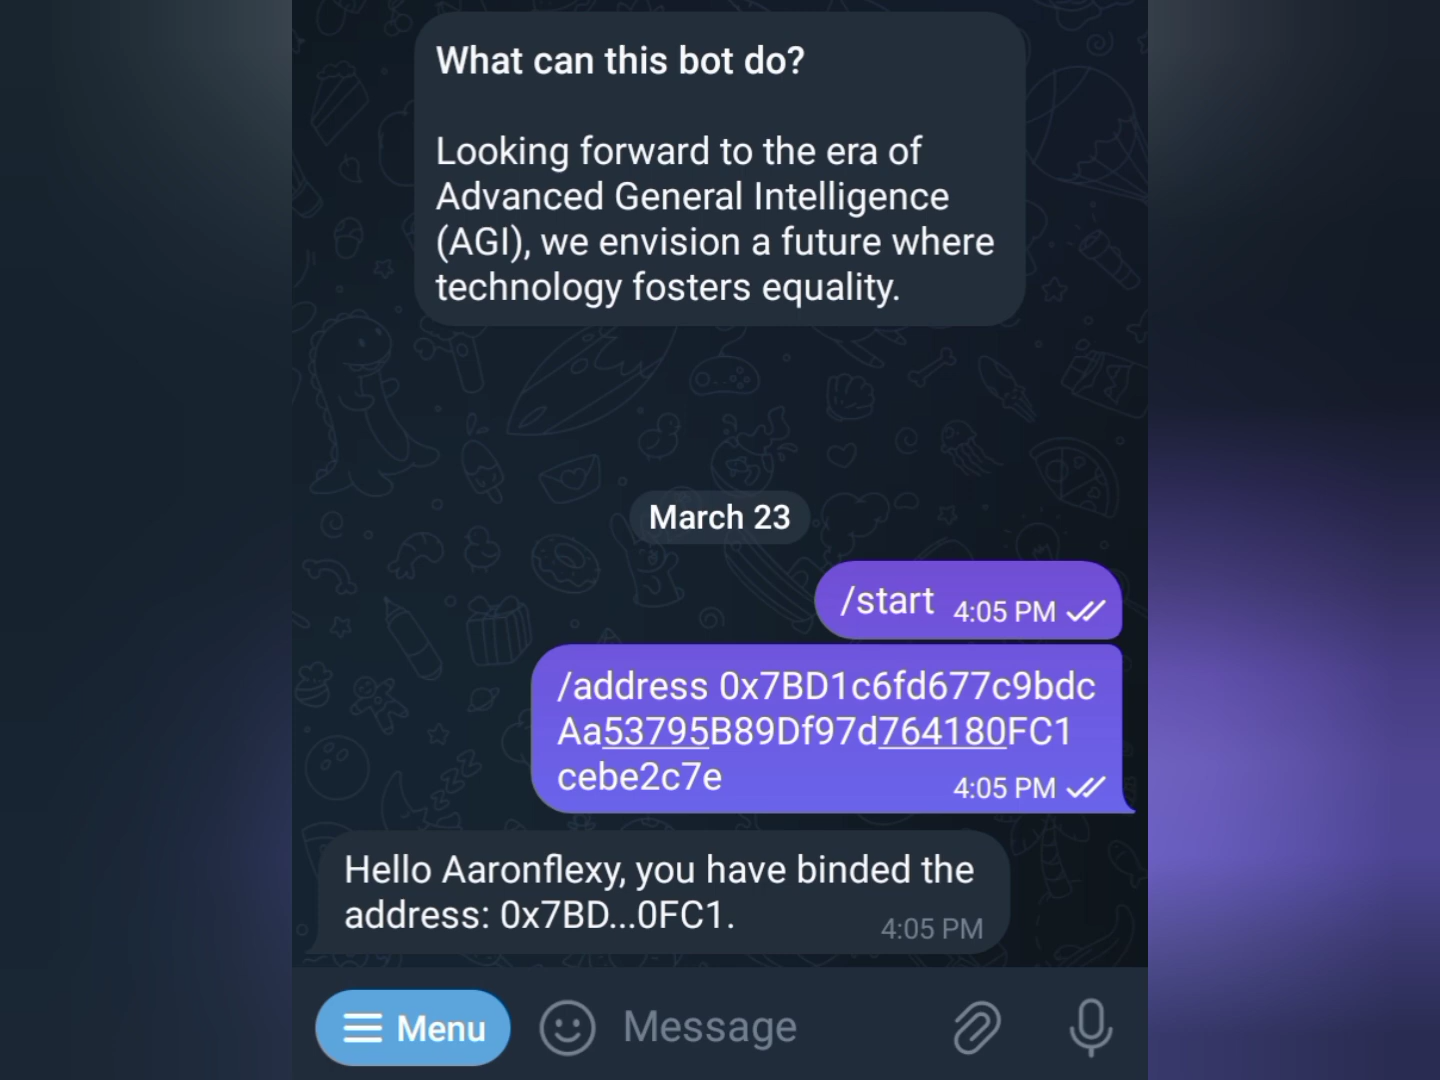 What can this bot do?
Looking forward to the era of
Advanced General Intelligence
(AGI), we envision a future where
technology fosters equality.
March 23
/start 4:05 PM
/address 0x7BD1c6fd677c9bdc
Aa53795B89Df97d764180FC1
cebe2c7e 4:05 PM
Hello Aaronflexy, you have binded the
address: 0x7BD...0FC1. 4:05 PM
Menu Message